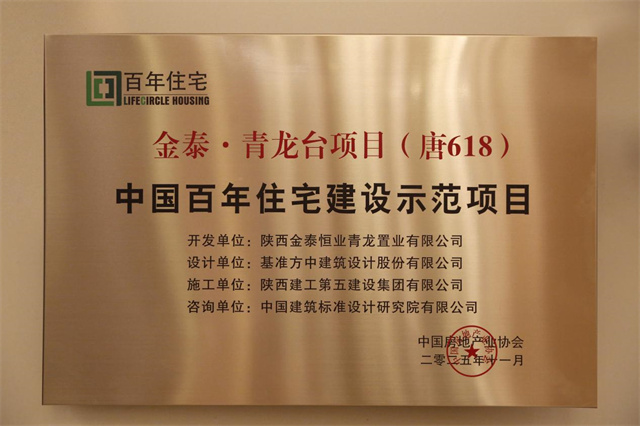 百年住宅
LIFECIRCLE HOUSING
金泰·青龙台项目（唐618）
中国百年住宅建设示范项目
开发单位：陕西金泰恒业青龙置业有限公司
设计单位：基准方中建筑设计股份有限公司
施工单位：陕西建工第五建设集团有限公司
咨询单位：中国建筑标准设计研究院有限公司
中国房地产业协会
二〇二五年十一月